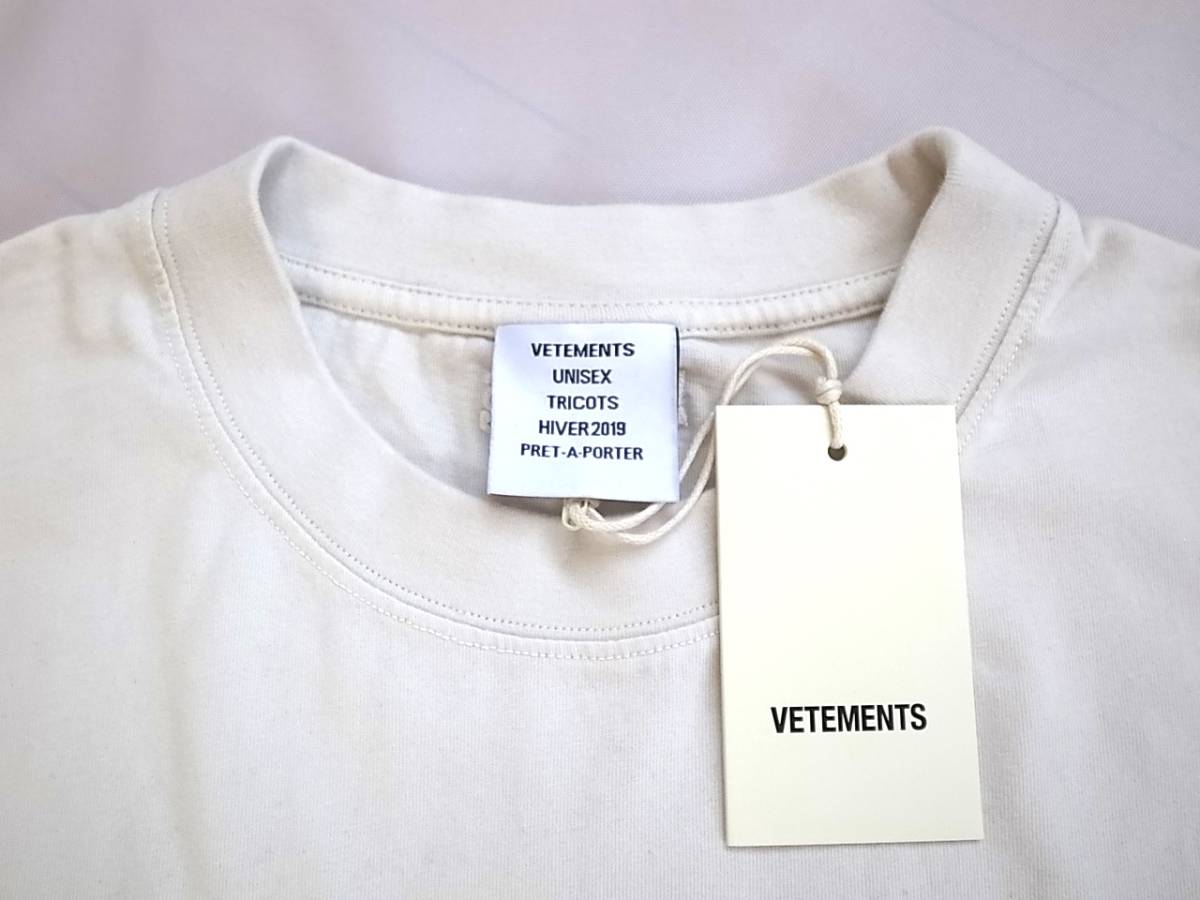 VETEMENTS
UNISEX
TRICOTS
HIVER 2019
PRET-A-PORTER
VETEMENTS